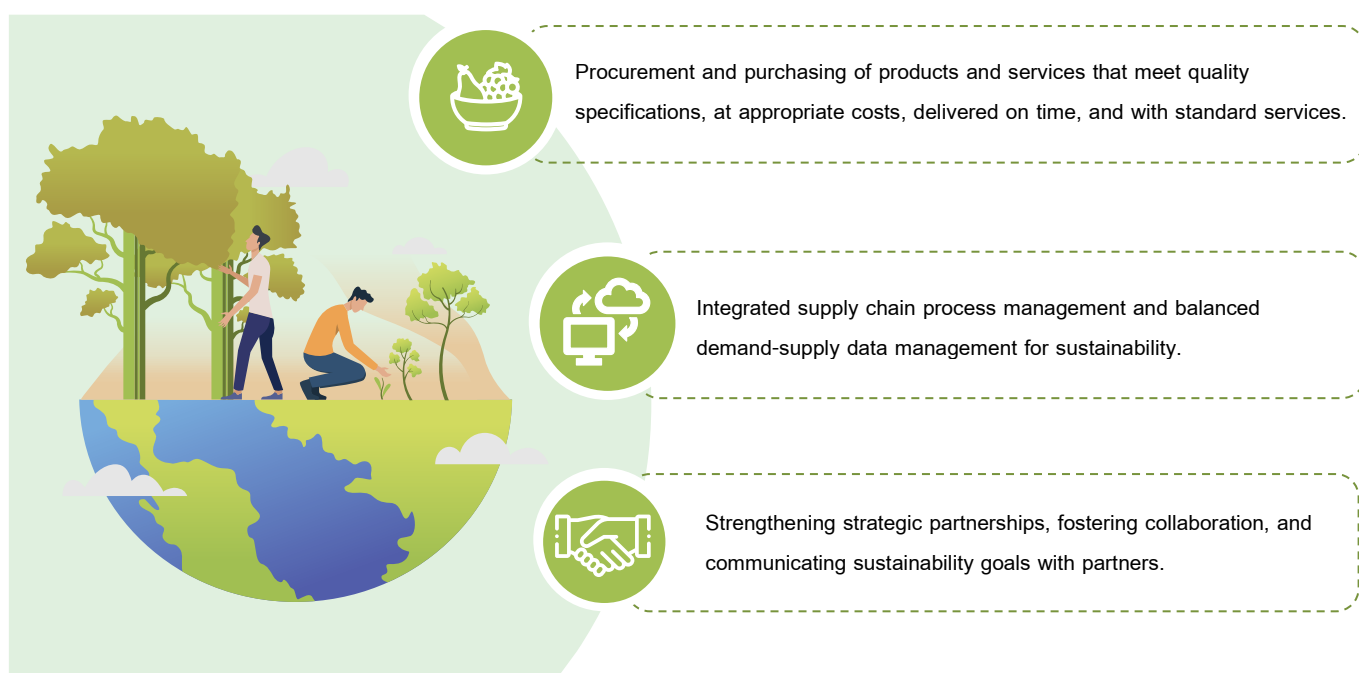 Procurement and purchasing of products and services that meet quality
specifications, at appropriate costs, delivered on time, and with standard services.
Integrated supply chain process management and balanced
demand-supply data management for sustainability.
Strengthening strategic partnerships, fostering collaboration, and
communicating sustainability goals with partners.